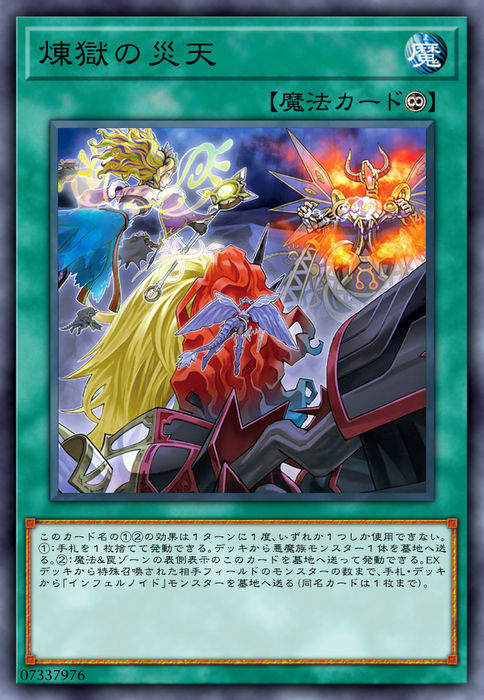 煉獄の災天
魔
【魔法カード】
このカード名の①②の効果は1ターンに1度、いずれか1つしか使用できない。
①:手札を1枚捨てて発動できる。デッキから悪魔族モンスター1体を墓地へ送
る。②:魔法&罠ゾーンの表側表示のこのカードを墓地へ送って発動できる。EX
デッキから特殊召喚された相手フィールドのモンスターの数まで、手札・デッキ
から「インフェルノイド」モンスターを墓地へ送る(同名カードは1枚まで)。
07337976